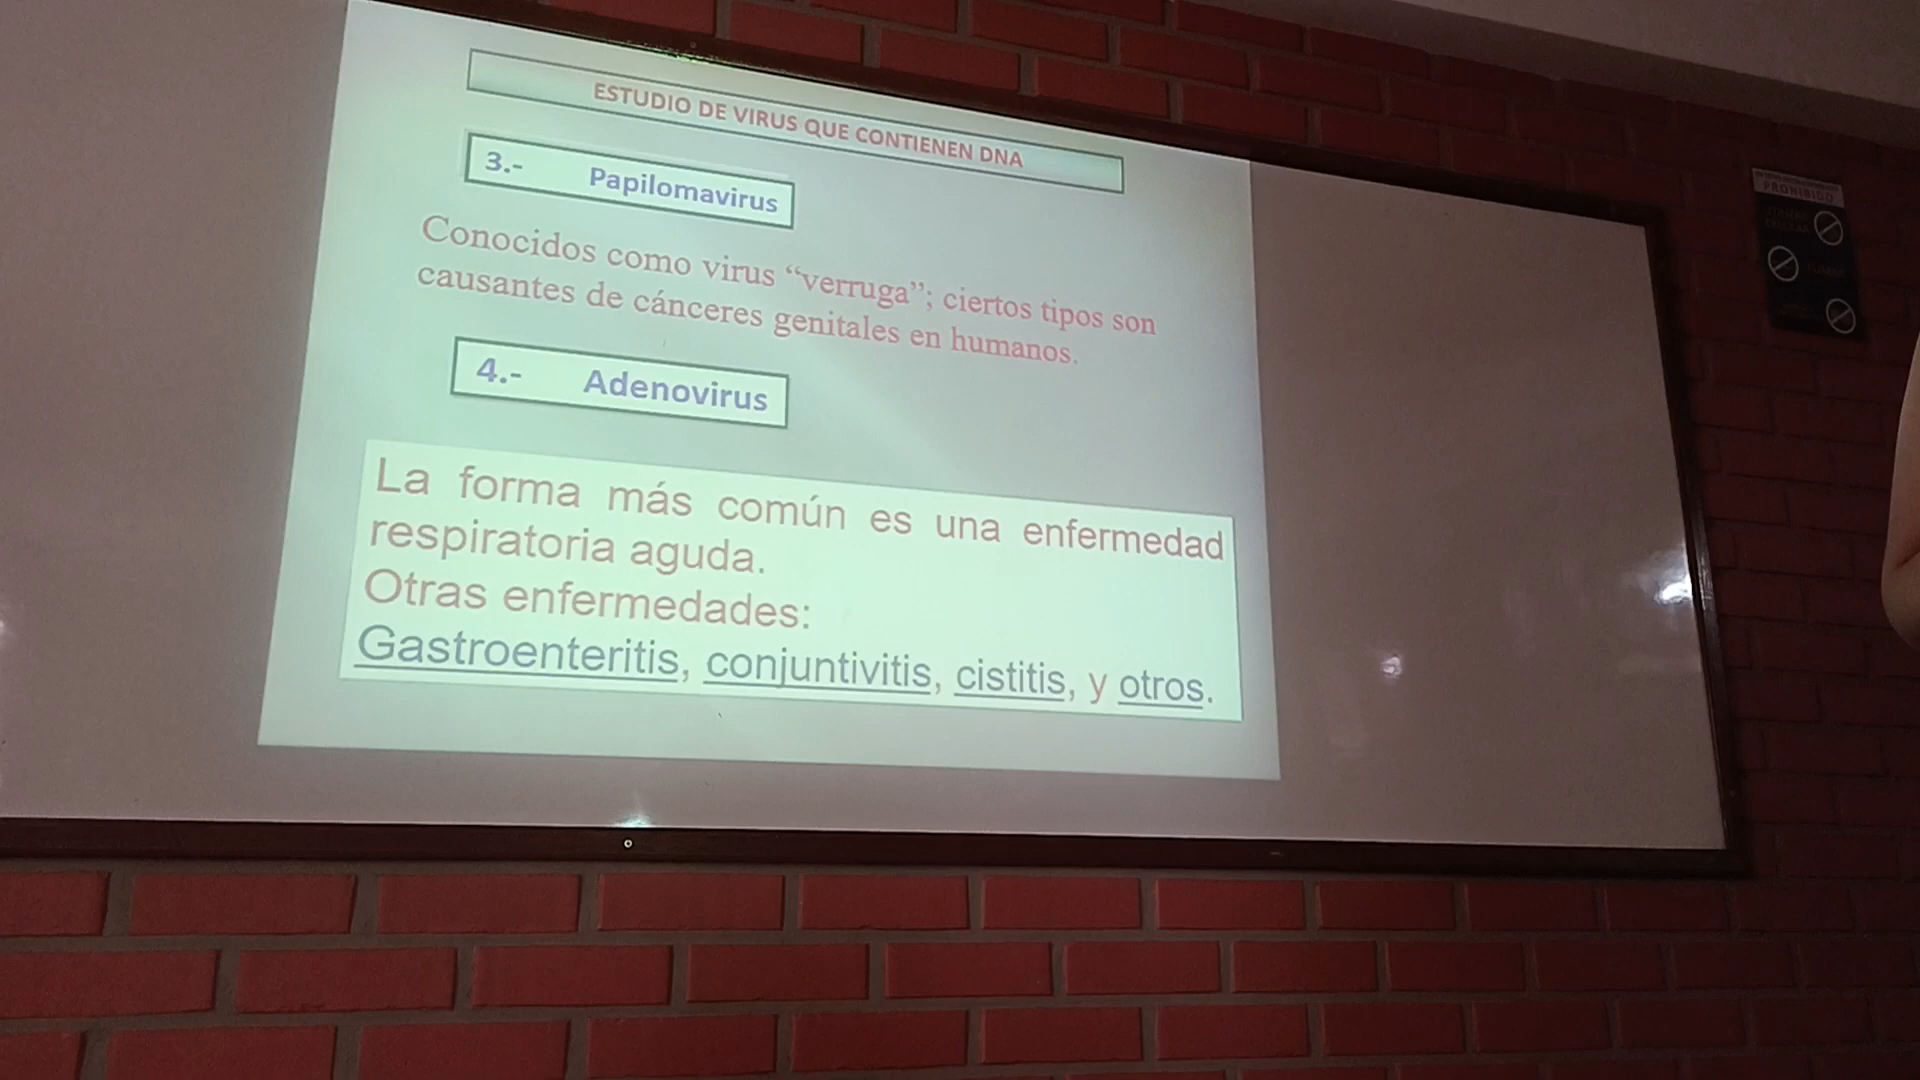 ESTUDIO DE VIRUS QUE CONTIENEN DNA
3.- Papilomavirus
Conocidos como virus “verruga”; ciertos tipos son
causantes de cánceres genitales en humanos.
4.- Adenovirus
La forma más común es una enfermedad
respiratoria aguda.
Otras enfermedades:
Gastroenteritis, conjuntivitis, cistitis, y otros.
PROHIBIDO